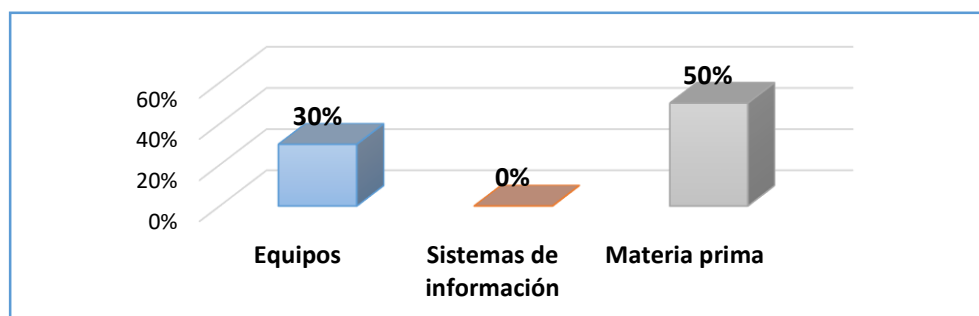 60%
40%
20%
0%
30%
0%
50%
Equipos
Sistemas de
información
Materia prima